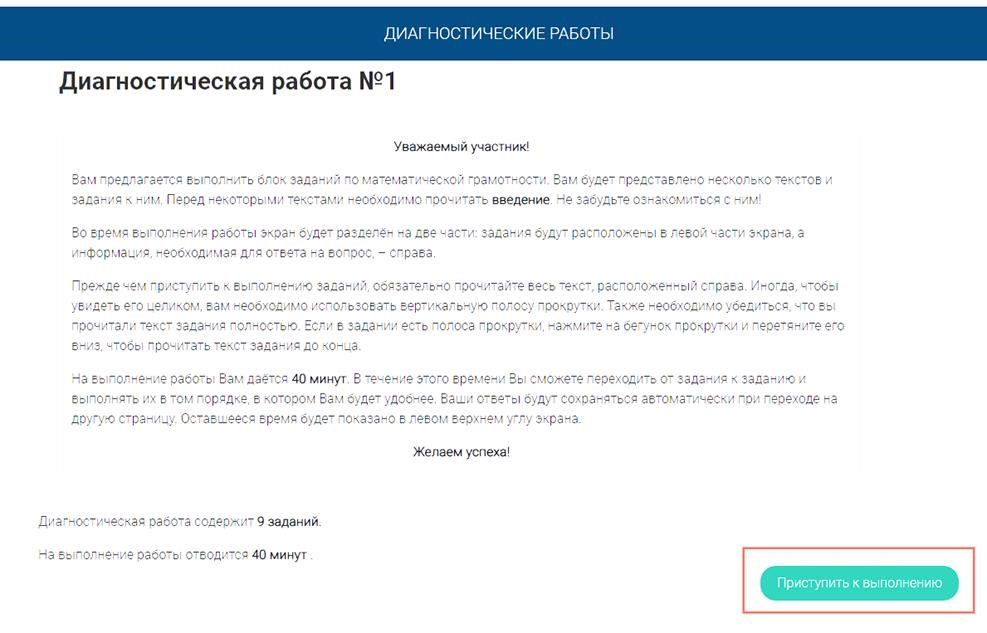 ДИАГНОСТИЧЕСКИЕ РАБОТЫ
Диагностическая работа №1
Уважаемый участник!
Вам предлагается выполнить блок заданий по математической грамотности. Вам будет представлено несколько текстов и
задания к ним. Перед некоторыми текстами необходимо прочитать введение. Не забудьте ознакомиться с ним!
Во время выполнения работы экран будет разделён на две части: задания будут расположены в левой части экрана, а
информация, необходимая для ответа на вопрос, – справа.
Прежде чем приступить к выполнению заданий, обязательно прочитайте весь текст, расположенный справа. Иногда, чтобы
увидеть его целиком, вам необходимо использовать вертикальную полосу прокрутки. Также необходимо убедиться, что вы
прочитали текст задания полностью. Если в задании есть полоса прокрутки, нажмите на бегунок прокрутки и перетяните его
вниз, чтобы прочитать текст задания до конца.
На выполнение работы Вам даётся 40 минут. В течение этого времени Вы сможете переходить от задания к заданию и
выполнять их в том порядке, в котором Вам будет удобнее. Ваши ответы будут сохраняться автоматически при переходе на
другую страницу. Оставшееся время будет показано в левом верхнем углу экрана.
Желаем успеха!
Диагностическая работа содержит 9 заданий.
На выполнение работы отводится 40 минут .
Приступить к выполнению